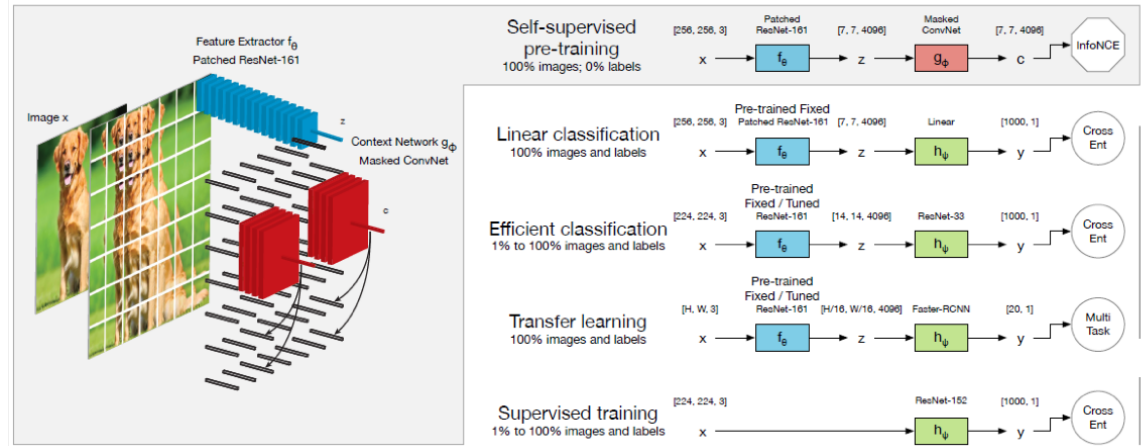 Feature Extractor fθ
Patched ResNet-161
Image x
z
Context Network gϕ
Masked ConvNet
c
Self-supervised
pre-training
100% images; 0% labels
[256, 256, 3]
Patched
ResNet-161
[7, 7, 4096]
Masked
ConvNet
[7, 7, 4096]
x
fθ
z
gϕ
c
InfoNCE
Linear classification
100% images and labels
Pre-trained Fixed
[256, 256, 3]
Patched ResNet-161
[7, 7, 4096]
Linear
[1000, 1]
x
fθ
z
hψ
y
Cross
Ent
Efficient classification
1% to 100% images and labels
Pre-trained
Fixed / Tuned
[224, 224, 3]
ResNet-161
[14, 14, 4096]
ResNet-33
[1000, 1]
x
fθ
z
hψ
y
Cross
Ent
Transfer learning
100% images and labels
Pre-trained
Fixed / Tuned
[H, W, 3]
ResNet-161
[H/16, W/16, 4096]
Faster-RCNN
[20, 1]
x
fθ
z
hψ
y
Multi
Task
Supervised training
1% to 100% images and labels
[224, 224, 3]
ResNet-152
[1000, 1]
x
hψ
y
Cross
Ent